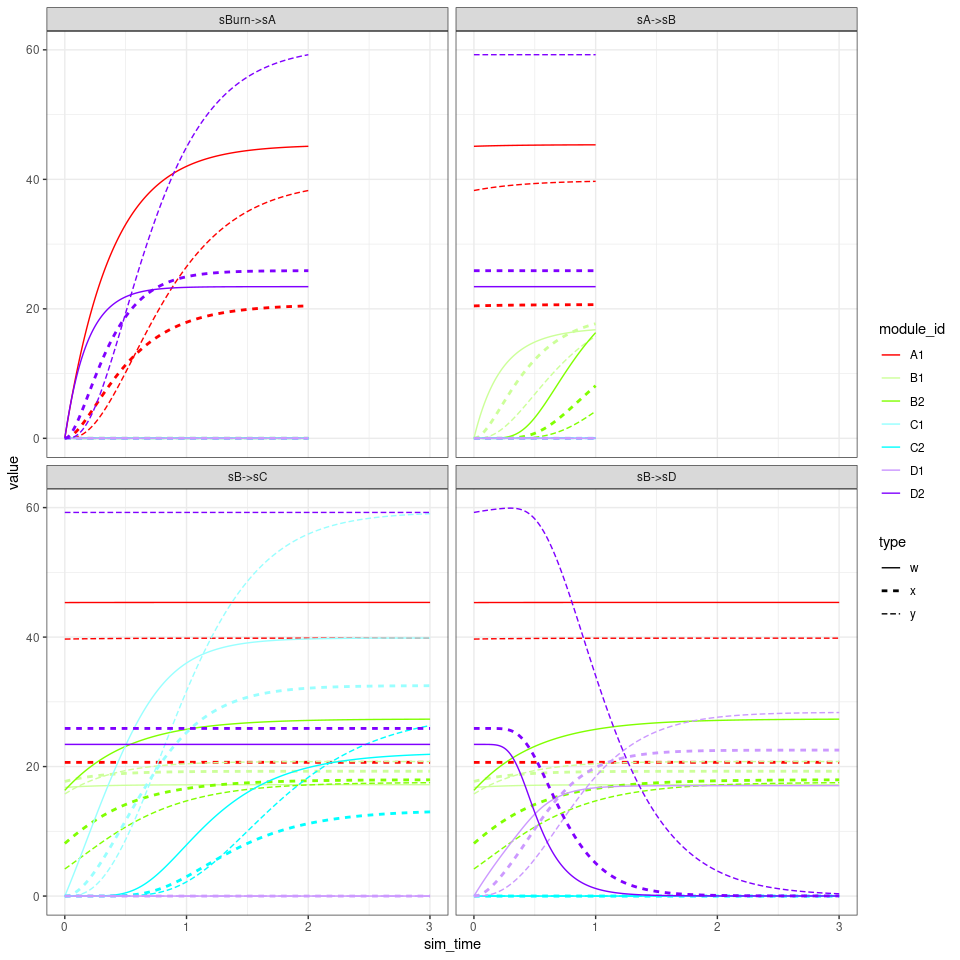 sBurn->sA
sA->sB
60
40
20
0
sB->sC
sB->sD
60
40
20
0
0
1
2
3
0
1
2
3
sim_time
value
module_id
A1
B1
B2
C1
C2
D1
D2
type
w
x
y